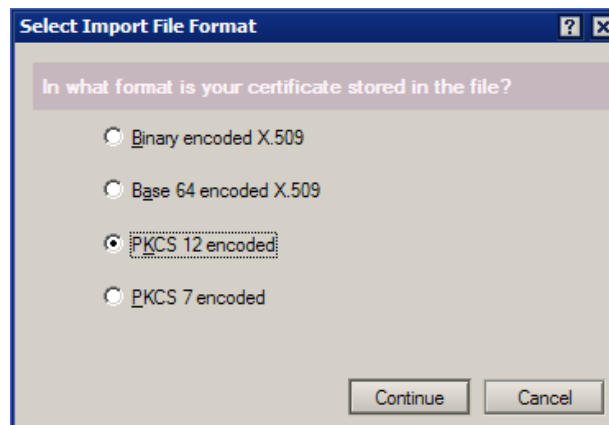 Select Import File Format
In what format is your certificate stored in the file?
Binary encoded X.509
Base 64 encoded X.509
PKCS 12 encoded
PKCS 7 encoded
Continue Cancel